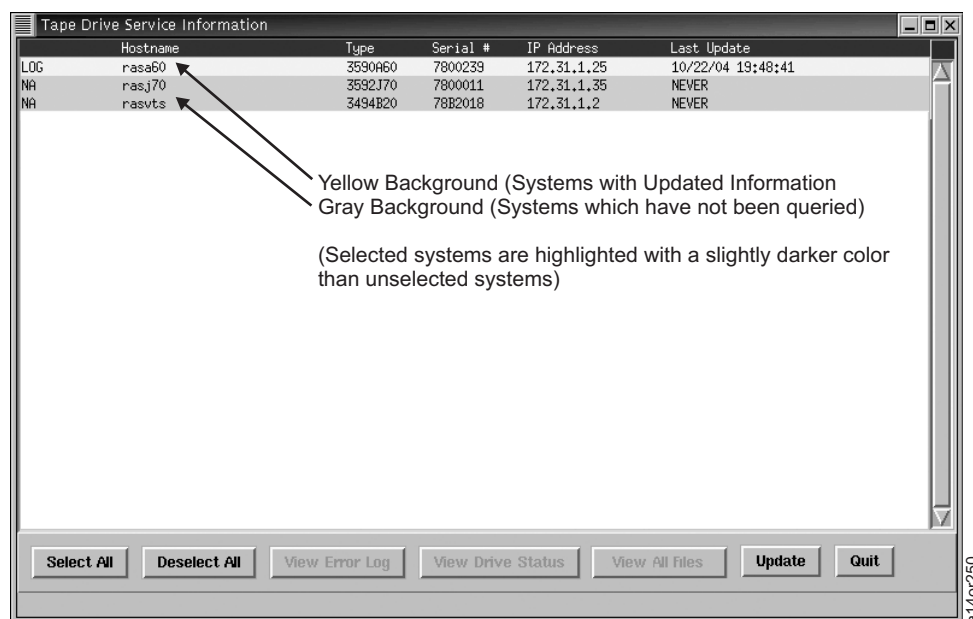 Tape Drive Service Information
Hostname Type Serial # IP Address Last Update
LOG rasa60 3590A60 7800239 172.31.1.25 10/22/04 19:48:41
NA rasj70 3592J70 7800011 172.31.1.35 NEVER
NA rasvts 3494B20 78B2018 172.31.1.2 NEVER
Yellow Background (Systems with Updated Information
Gray Background (Systems which have not been queried)
(Selected systems are highlighted with a slightly darker color
than unselected systems)
Select All Deselect All View Error Log View Drive Status View All Files Update Quit